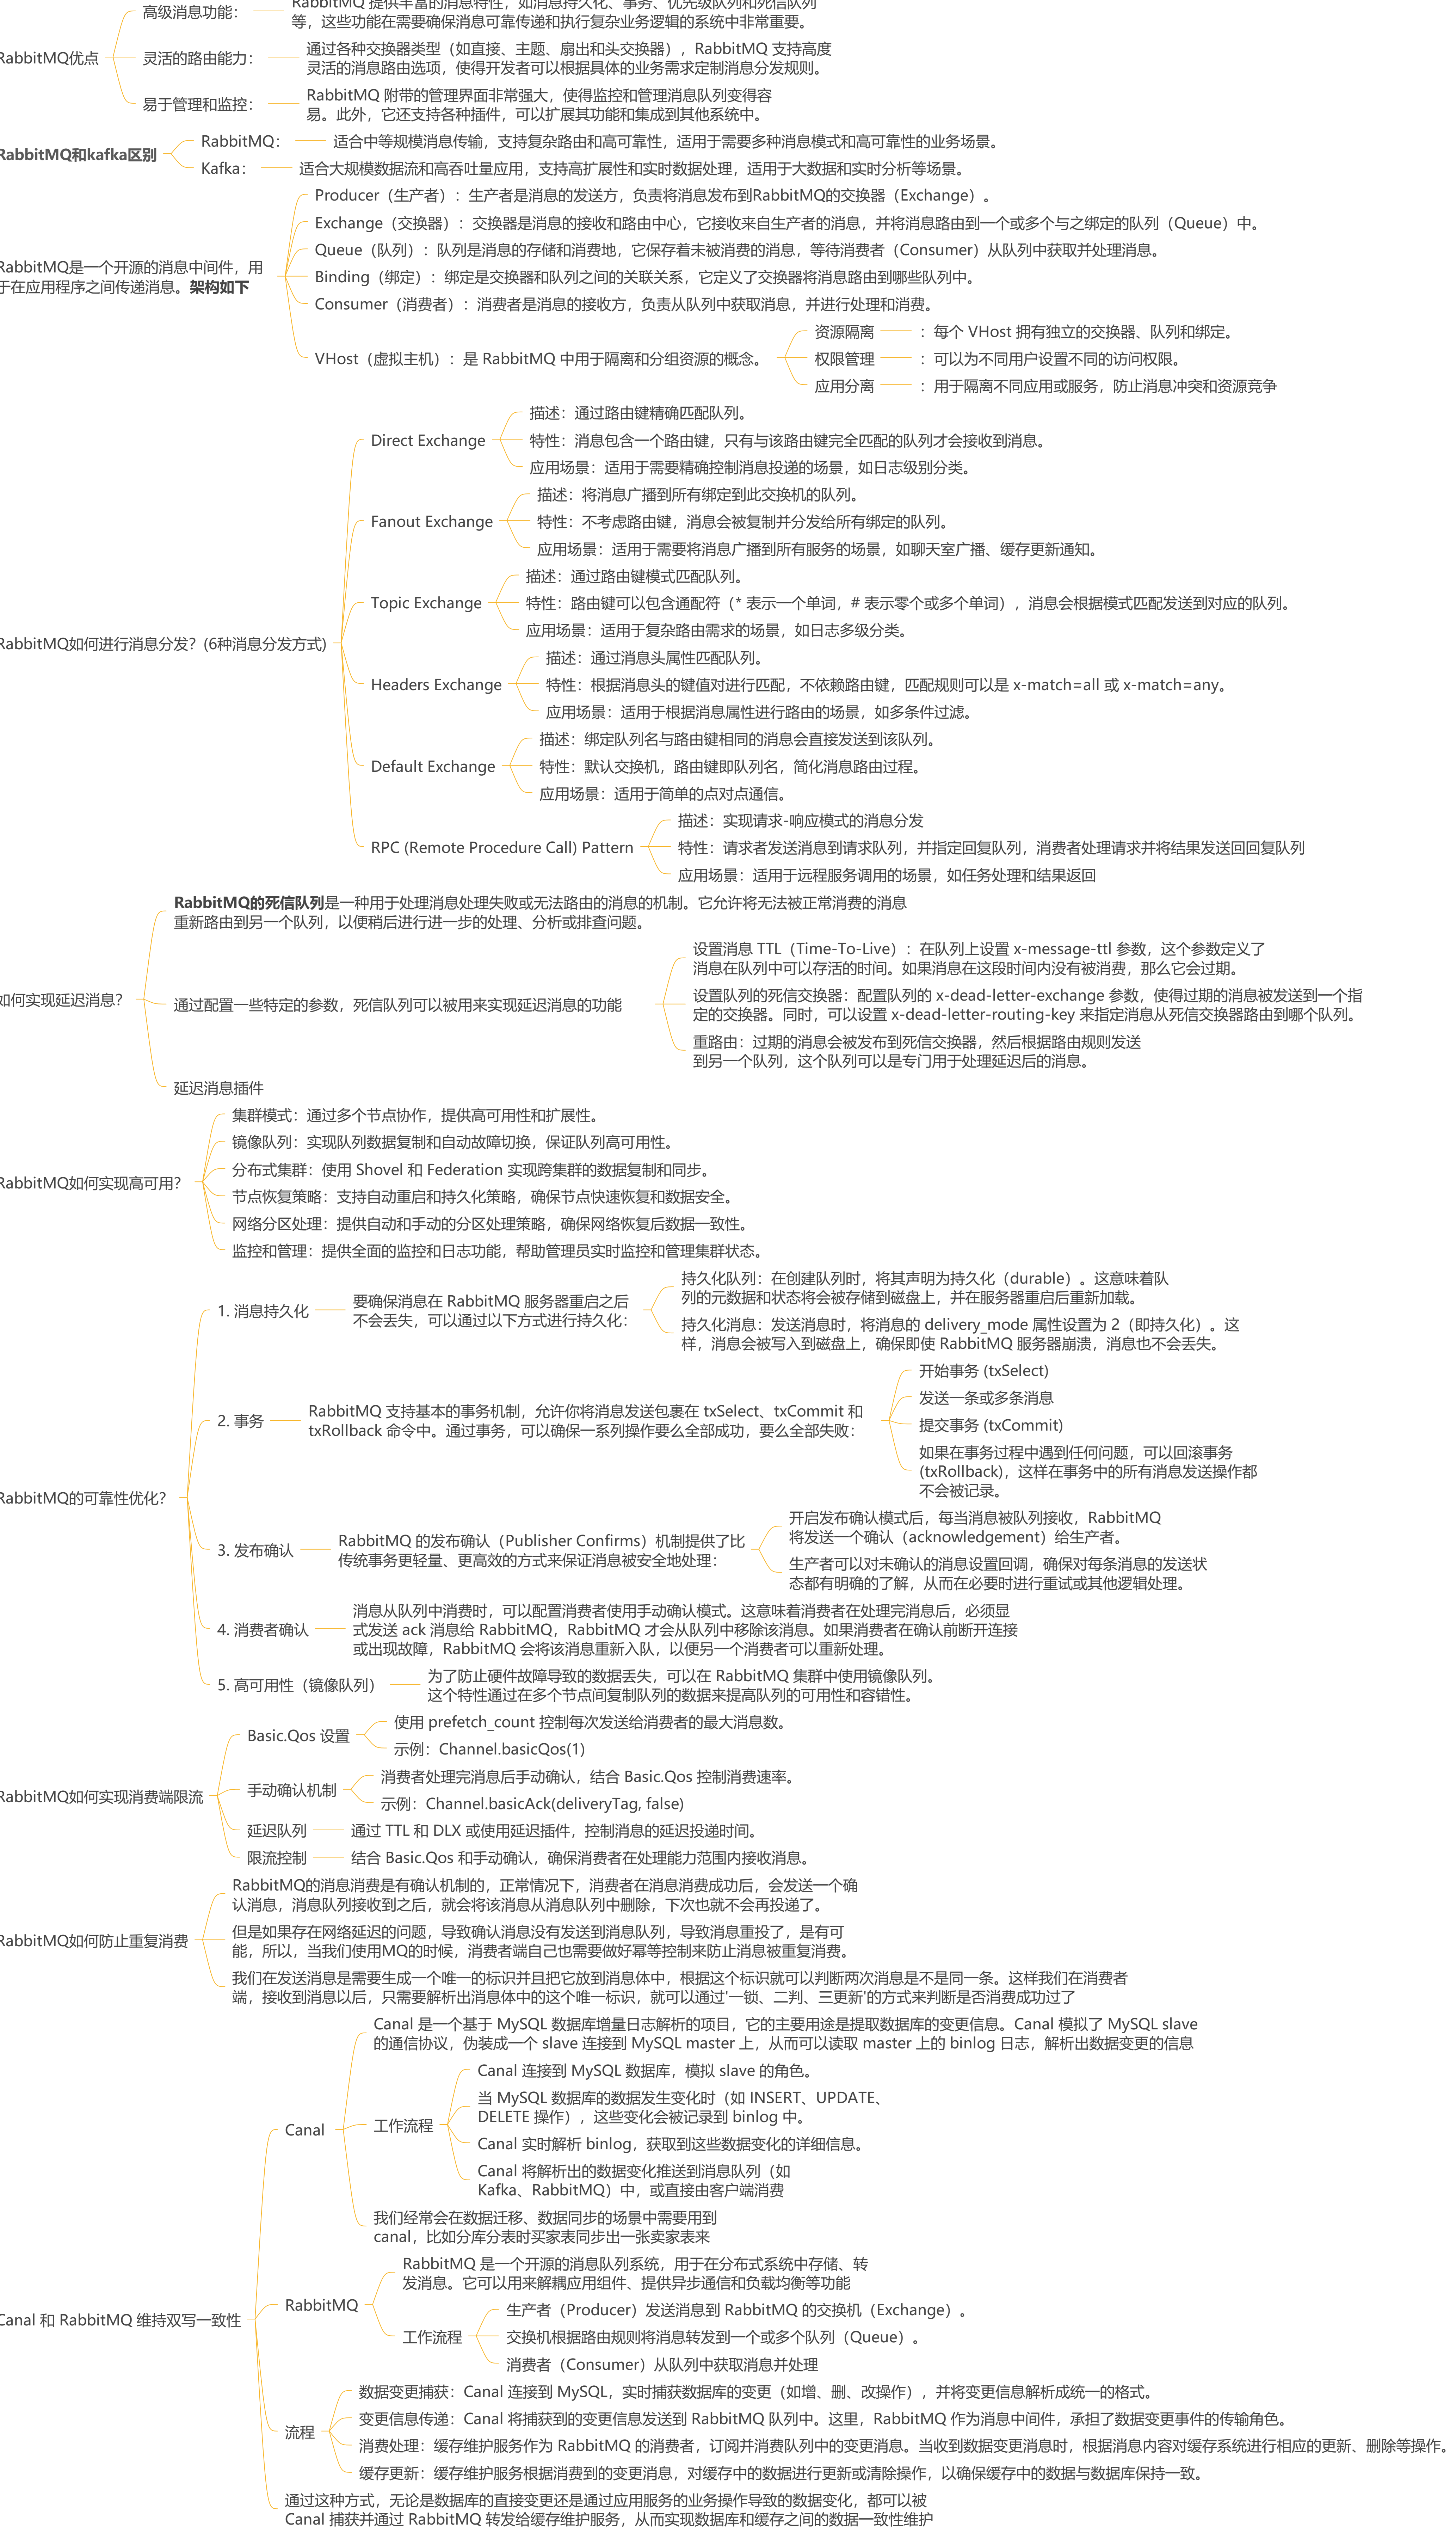 高级消息功能：
RabbitMQ 提供丰富的消息特性，如消息持久化、事务、优先级队列和死信队列
等，这些功能在需要确保消息可靠传递和执行复杂业务逻辑的系统中非常重要。
RabbitMQ优点
灵活的路由能力：
通过各种交换器类型（如直接、主题、扇出和头交换器），RabbitMQ 支持高度
灵活的消息路由选项，使得开发者可以根据具体的业务需求定制消息分发规则。
易于管理和监控：
RabbitMQ 附带的管理界面非常强大，使得监控和管理消息队列变得容
易。此外，它还支持各种插件，可以扩展其功能和集成到其他系统中。
RabbitMQ和kafka区别
RabbitMQ：
适合中等规模消息传输，支持复杂路由和高可靠性，适用于需要多种消息模式和高可靠性的业务场景。
Kafka：
适合大规模数据流和高吞吐量应用，支持高扩展性和实时数据处理，适用于大数据和实时分析等场景。
RabbitMQ是一个开源的消息中间件，用
于在应用程序之间传递消息。架构如下
Producer（生产者）：生产者是消息的发送方，负责将消息发布到RabbitMQ的交换器（Exchange）。
Exchange（交换器）：交换器是消息的接收和路由中心，它接收来自生产者的消息，并将消息路由到一个或多个与之绑定的队列（Queue）中。
Queue（队列）：队列是消息的存储和消费地，它保存着未被消费的消息，等待消费者（Consumer）从队列中获取并处理消息。
Binding（绑定）：绑定是交换器和队列之间的关联关系，它定义了交换器将消息路由到哪些队列中。
Consumer（消费者）：消费者是消息的接收方，负责从队列中获取消息，并进行处理和消费。
VHost（虚拟主机）：是 RabbitMQ 中用于隔离和分组资源的概念。
资源隔离
：每个 VHost 拥有独立的交换器、队列和绑定。
权限管理
：可以为不同用户设置不同的访问权限。
应用分离
：用于隔离不同应用或服务，防止消息冲突和资源竞争
RabbitMQ如何进行消息分发？(6种消息分发方式)
Direct Exchange
描述：通过路由键精确匹配队列。
特性：消息包含一个路由键，只有与该路由键完全匹配的队列才会接收到消息。
应用场景：适用于需要精确控制消息投递的场景，如日志级别分类。
Fanout Exchange
描述：将消息广播到所有绑定到此交换机的队列。
特性：不考虑路由键，消息会被复制并分发给所有绑定的队列。
应用场景：适用于需要将消息广播到所有服务的场景，如聊天室广播、缓存更新通知。
Topic Exchange
描述：通过路由键模式匹配队列。
特性：路由键可以包含通配符（* 表示一个单词，# 表示零个或多个单词），消息会根据模式匹配发送到对应的队列。
应用场景：适用于复杂路由需求的场景，如日志多级分类。
Headers Exchange
描述：通过消息头属性匹配队列。
特性：根据消息头的键值对进行匹配，不依赖路由键，匹配规则可以是 x-match=all 或 x-match=any。
应用场景：适用于根据消息属性进行路由的场景，如多条件过滤。
Default Exchange
描述：绑定队列名与路由键相同的消息会直接发送到该队列。
特性：默认交换机，路由键即队列名，简化消息路由过程。
应用场景：适用于简单的点对点通信。
RPC (Remote Procedure Call) Pattern
描述：实现请求-响应模式的消息分发
特性：请求者发送消息到请求队列，并指定回复队列，消费者处理请求并将结果发送回回复队列
应用场景：适用于远程服务调用的场景，如任务处理和结果返回
如何实现延迟消息？
RabbitMQ的死信队列是一种用于处理消息处理失败或无法路由的消息的机制。它允许将无法被正常消费的消息
重新路由到另一个队列，以便稍后进行进一步的处理、分析或排查问题。
通过配置一些特定的参数，死信队列可以被用来实现延迟消息的功能
设置消息 TTL（Time-To-Live）：在队列上设置 x-message-ttl 参数，这个参数定义了
消息在队列中可以存活的时间。如果消息在这段时间内没有被消费，那么它会过期。
设置队列的死信交换器：配置队列的 x-dead-letter-exchange 参数，使得过期的消息被发送到一个指
定的交换器。同时，可以设置 x-dead-letter-routing-key 来指定消息从死信交换器路由到哪个队列。
重路由：过期的消息会被发布到死信交换器，然后根据路由规则发送
到另一个队列，这个队列可以是专门用于处理延迟后的消息。
延迟消息插件
RabbitMQ如何实现高可用？
集群模式：通过多个节点协作，提供高可用性和扩展性。
镜像队列：实现队列数据复制和自动故障切换，保证队列高可用性。
分布式集群：使用 Shovel 和 Federation 实现跨集群的数据复制和同步。
节点恢复策略：支持自动重启和持久化策略，确保节点快速恢复和数据安全。
网络分区处理：提供自动和手动的分区处理策略，确保网络恢复后数据一致性。
监控和管理：提供全面的监控和日志功能，帮助管理员实时监控和管理集群状态。
RabbitMQ的可靠性优化？
1. 消息持久化
要确保消息在 RabbitMQ 服务器重启之后
不会丢失，可以通过以下方式进行持久化：
持久化队列：在创建队列时，将其声明为持久化（durable）。这意味着队
列的元数据和状态将会被存储到磁盘上，并在服务器重启后重新加载。
持久化消息：发送消息时，将消息的 delivery_mode 属性设置为 2（即持久化）。这
样，消息会被写入到磁盘上，确保即使 RabbitMQ 服务器崩溃，消息也不会丢失。
2. 事务
RabbitMQ 支持基本的事务机制，允许你将消息发送包裹在 txSelect、txCommit 和
txRollback 命令中。通过事务，可以确保一系列操作要么全部成功，要么全部失败：
开始事务 (txSelect)
发送一条或多条消息
提交事务 (txCommit)
如果在事务过程中遇到任何问题，可以回滚事务
(txRollback)，这样在事务中的所有消息发送操作都
不会被记录。
3. 发布确认
RabbitMQ 的发布确认（Publisher Confirms）机制提供了比
传统事务更轻量、更高效的方式来保证消息被安全地处理：
开启发布确认模式后，每当消息被队列接收，RabbitMQ
将发送一个确认（acknowledgement）给生产者。
生产者可以对未确认的消息设置回调，确保对每条消息的发送状
态都有明确的了解，从而在必要时进行重试或其他逻辑处理。
4. 消费者确认
消息从队列中消费时，可以配置消费者使用手动确认模式。这意味着消费者在处理完消息后，必须显
式发送 ack 消息给 RabbitMQ，RabbitMQ 才会从队列中移除该消息。如果消费者在确认前断开连接
或出现故障，RabbitMQ 会将该消息重新入队，以便另一个消费者可以重新处理。
5. 高可用性（镜像队列）
为了防止硬件故障导致的数据丢失，可以在 RabbitMQ 集群中使用镜像队列。
这个特性通过在多个节点间复制队列的数据来提高队列的可用性和容错性。
RabbitMQ如何实现消费端限流
Basic.Qos 设置
使用 prefetch_count 控制每次发送给消费者的最大消息数。
示例：Channel.basicQos(1)
手动确认机制
消费者处理完消息后手动确认，结合 Basic.Qos 控制消费速率。
示例：Channel.basicAck(deliveryTag, false)
延迟队列
通过 TTL 和 DLX 或使用延迟插件，控制消息的延迟投递时间。
限流控制
结合 Basic.Qos 和手动确认，确保消费者在处理能力范围内接收消息。
RabbitMQ如何防止重复消费
RabbitMQ的消息消费是有确认机制的，正常情况下，消费者在消息消费成功后，会发送一个确
认消息，消息队列接收到之后，就会将该消息从消息队列中删除，下次也就不会再投递了。
但是如果存在网络延迟的问题，导致确认消息没有发送到消息队列，导致消息重投了，是有可
能，所以，当我们使用MQ的时候，消费者端自己也需要做好幂等控制来防止消息被重复消费。
我们在发送消息是需要生成一个唯一的标识并且把它放到消息体中，根据这个标识就可以判断两次消息是不是同一条。这样我们在消费者
端，接收到消息以后，只需要解析出消息体中的这个唯一标识，就可以通过'一锁、二判、三更新'的方式来判断是否消费成功过了
Canal 和 RabbitMQ 维持双写一致性
Canal
Canal 是一个基于 MySQL 数据库增量日志解析的项目，它的主要用途是提取数据库的变更信息。Canal 模拟了 MySQL slave
的通信协议，伪装成一个 slave 连接到 MySQL master 上，从而可以读取 master 上的 binlog 日志，解析出数据变更的信息
工作流程
Canal 连接到 MySQL 数据库，模拟 slave 的角色。
当 MySQL 数据库的数据发生变化时（如 INSERT、UPDATE、
DELETE 操作），这些变化会被记录到 binlog 中。
Canal 实时解析 binlog，获取到这些数据变化的详细信息。
Canal 将解析出的数据变化推送到消息队列（如
Kafka、RabbitMQ）中，或直接由客户端消费
我们经常会在数据迁移、数据同步的场景中需要用到
canal，比如分库分表时买家表同步出一张卖家表来
RabbitMQ
RabbitMQ 是一个开源的消息队列系统，用于在分布式系统中存储、转
发消息。它可以用来解耦应用组件、提供异步通信和负载均衡等功能
工作流程
生产者（Producer）发送消息到 RabbitMQ 的交换机（Exchange）。
交换机根据路由规则将消息转发到一个或多个队列（Queue）。
消费者（Consumer）从队列中获取消息并处理
流程
数据变更捕获：Canal 连接到 MySQL，实时捕获数据库的变更（如增、删、改操作），并将变更信息解析成统一的格式。
变更信息传递：Canal 将捕获到的变更信息发送到 RabbitMQ 队列中。这里，RabbitMQ 作为消息中间件，承担了数据变更事件的传输角色。
消费处理：缓存维护服务作为 RabbitMQ 的消费者，订阅并消费队列中的变更消息。当收到数据变更消息时，根据消息内容对缓存系统进行相应的更新、删除等操作。
缓存更新：缓存维护服务根据消费到的变更消息，对缓存中的数据进行更新或清除操作，以确保缓存中的数据与数据库保持一致。
通过这种方式，无论是数据库的直接变更还是通过应用服务的业务操作导致的数据变化，都可以被
Canal 捕获并通过 RabbitMQ 转发给缓存维护服务，从而实现数据库和缓存之间的数据一致性维护